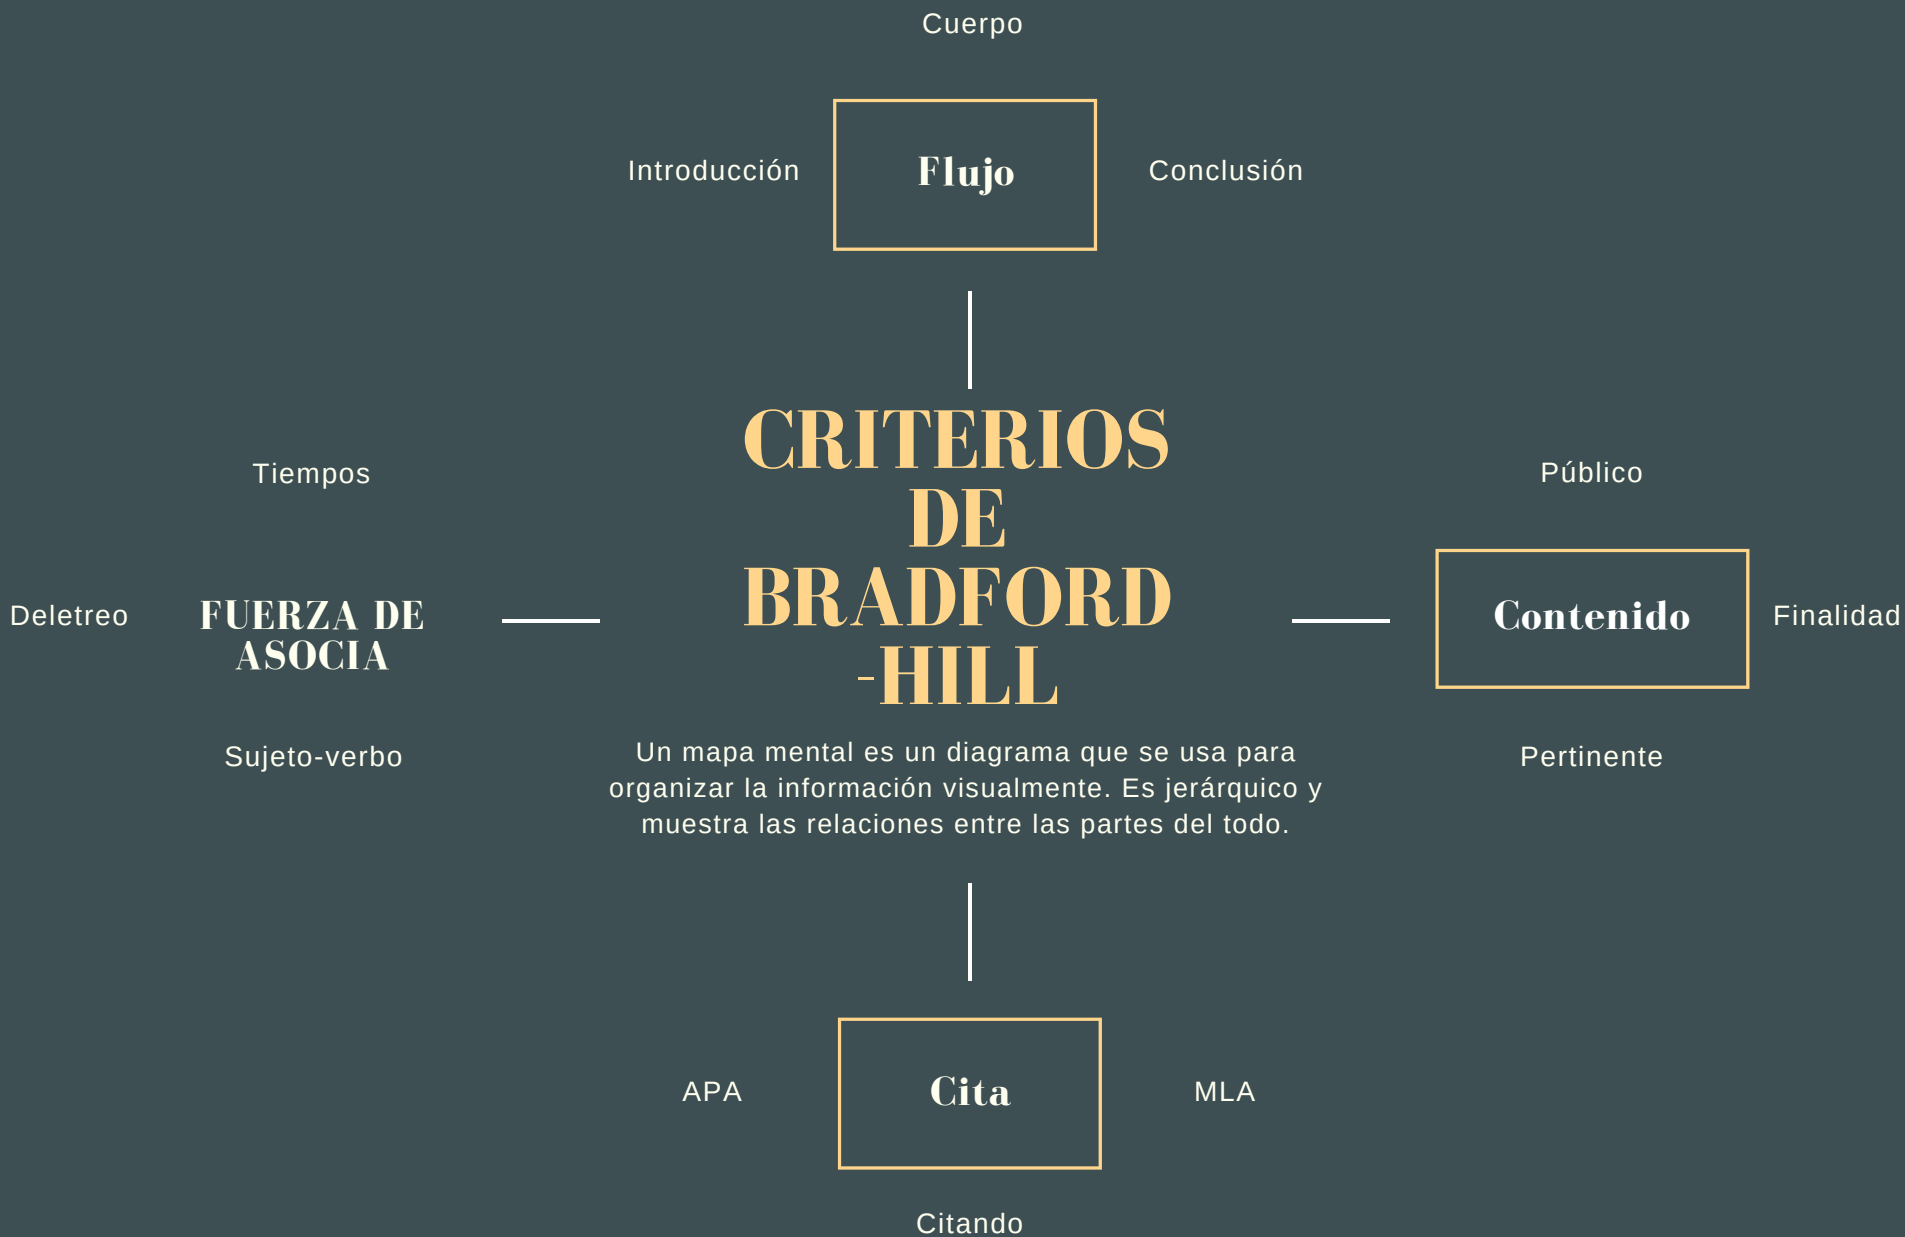 Cuerpo
Introducción
Flujo
Conclusión
CRITERIOS
DE
BRADFORD
-HILL
Tiempos
Deletreo
FUERZA DE
ASOCIA
Sujeto-verbo
Público
Contenido
Finalidad
Pertinente
Un mapa mental es un diagrama que se usa para
organizar la información visualmente. Es jerárquico y
muestra las relaciones entre las partes del todo.
APA
Cita
MLA
Citando